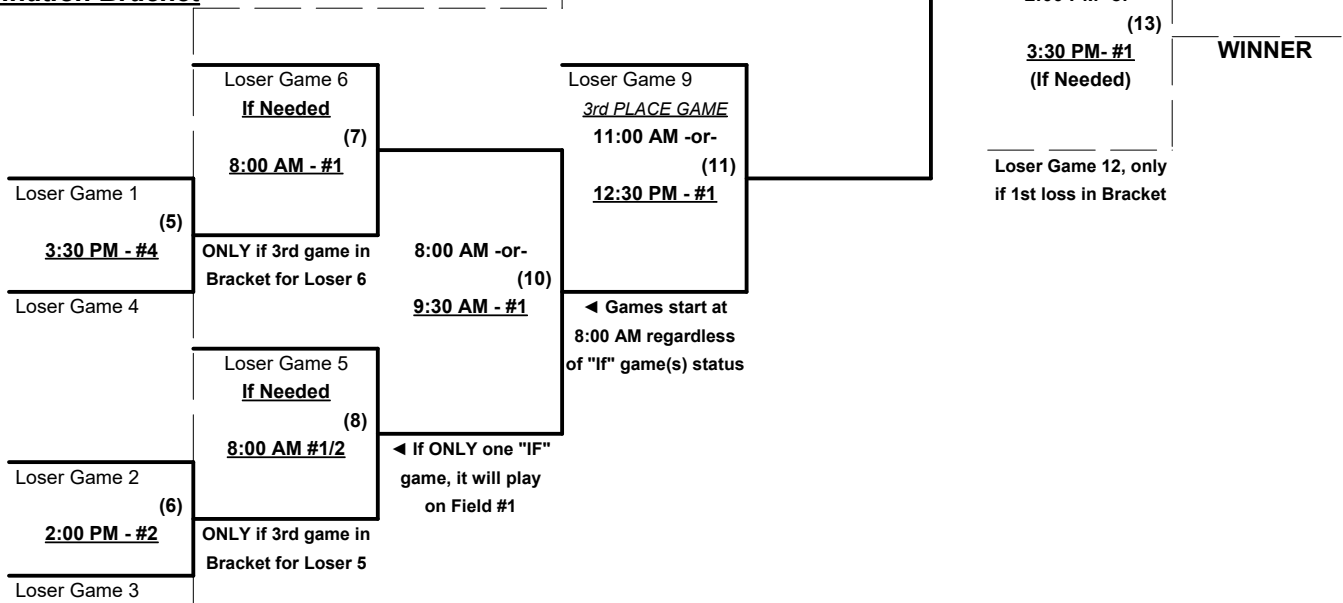 Bracket
(13)
3:30 PM- #1
WINNER
(If Needed)
Loser Game 6
If Needed
(7)
8:00 AM - #1
Loser Game 9
3rd PLACE GAME
11:00 AM -or-
(11)
12:30 PM - #1
Loser Game 12, only
if 1st loss in Bracket
Loser Game 1
(5)
3:30 PM - #4
Loser Game 4
ONLY if 3rd game in
Bracket for Loser 6
8:00 AM -or-
(10)
9:30 AM - #1
◄ Games start at
8:00 AM regardless
of "If" game(s) status
Loser Game 5
If Needed
(8)
8:00 AM #1/2
◄ If ONLY one "IF"
game, it will play
on Field #1
Loser Game 2
(6)
2:00 PM - #2
Loser Game 3
ONLY if 3rd game in
Bracket for Loser 5